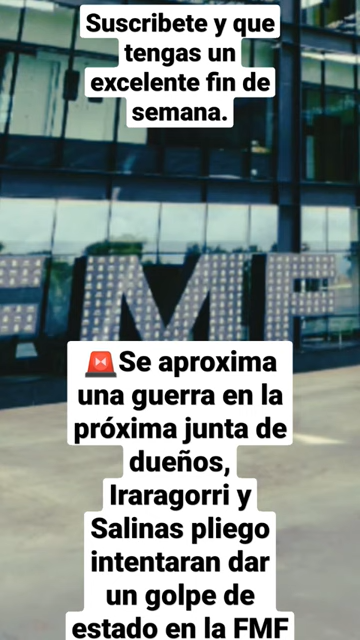 Suscribete y que
tengas un
excelente fin de
semana.
FMF
🚨Se aproxima
una guerra en la
próxima junta de
dueños,
Iraragorri y
Salinas pliego
intentaran dar
un golpe de
estado en la FMF